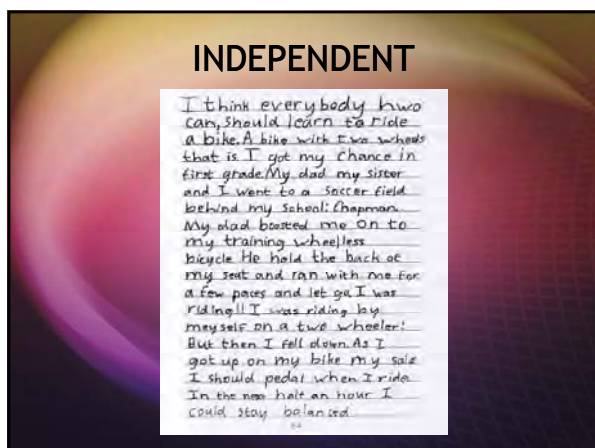 INDEPENDENT
I think everybody hwo
can, should learn to ride
a bike. A bike with two wheels
that is. I got my chance in
first grade. My dad my sister
and I went to a soccer field
behind my school: Chapman.
My dad boosted me on to
my training wheelless
bicycle He held the back of
my seat and ran with me for
a few paces and let go. I was
riding!! I was riding by
meyself on a two wheeler!
But then I fell down. As I
got up on my bike my
I should pedal when I ride
In the next half an hour I
could stay balanced